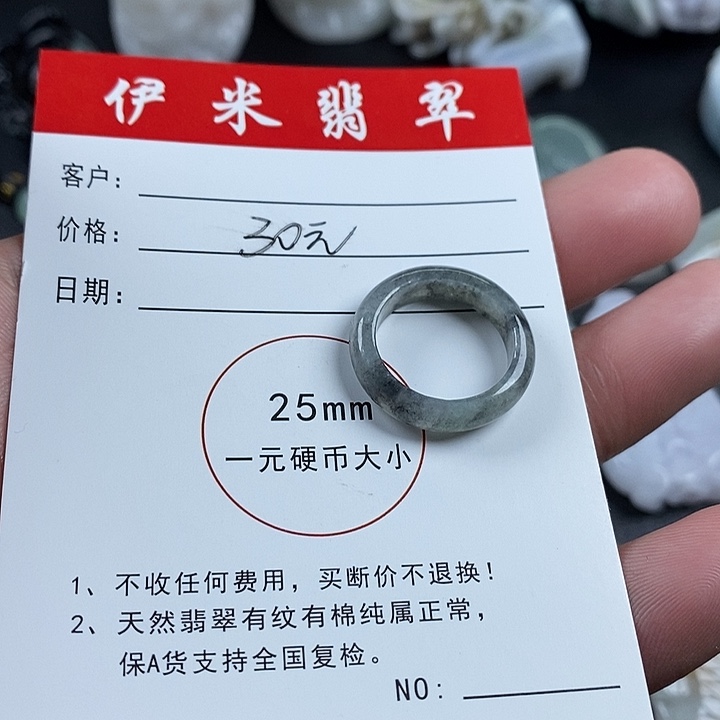 伊米翡翠
客户：
价格： 30元
日期：
25mm
一元硬币大小
1、不收任何费用，买断价不退换！
2、天然翡翠有纹有棉纯属正常，
保A货支持全国复检。
NO: